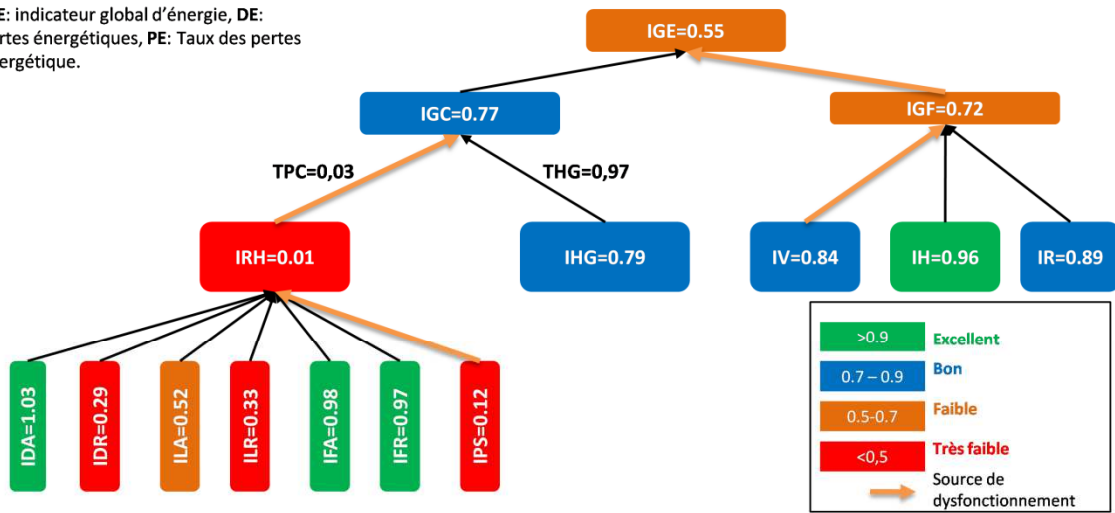 E: indicateur global d'énergie, DE:
rtes énergétiques, PE: Taux des pertes
ergétique.
IGE=0.55
IGC=0.77
IGF=0.72
TPC=0,03
THG=0,97
IRH=0.01
IHG=0.79
IV=0.84
IH=0.96
IR=0.89
IDA=1.03
IDR=0.29
ILA=0.52
ILR=0.33
IFA=0.98
IFR=0.97
IPS=0.12
>0.9 Excellent
0.7 – 0.9 Bon
0.5-0.7 Faible
<0,5 Très faible
Source de
dysfonctionnement